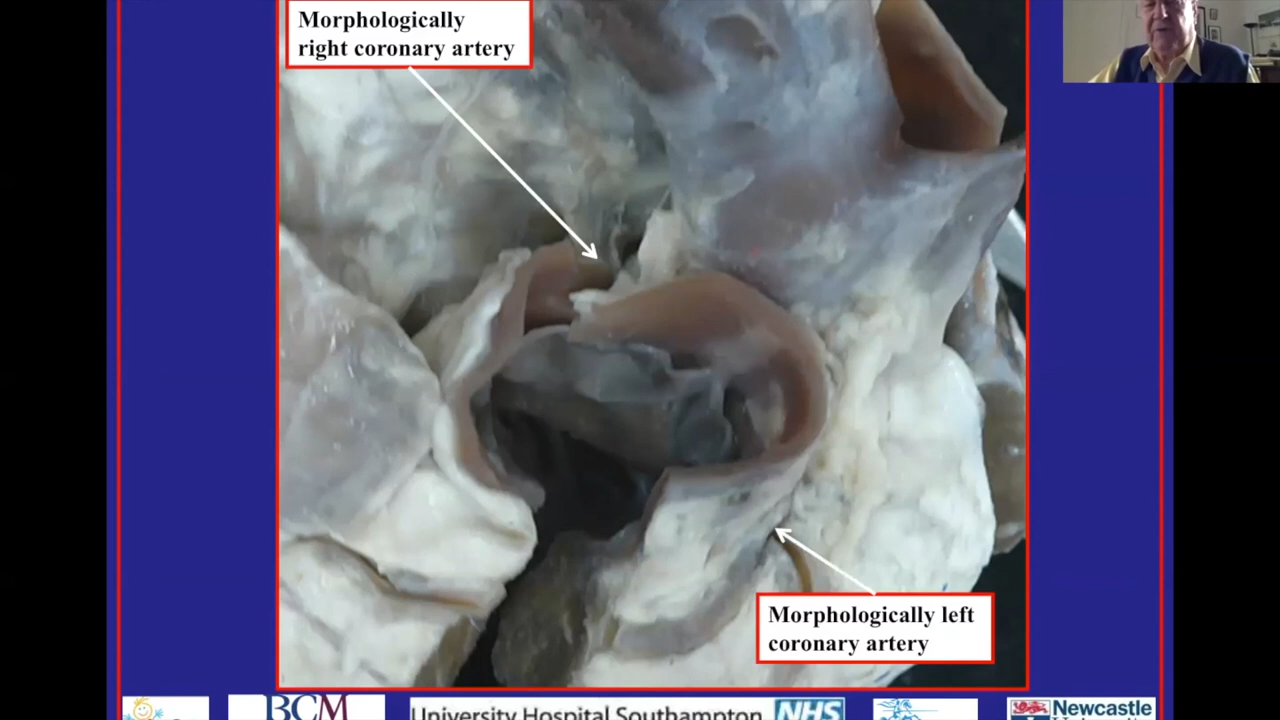 Morphologically
right coronary artery
Morphologically left
coronary artery
BCM
University Hospital Southampton
NHS
Newcastle